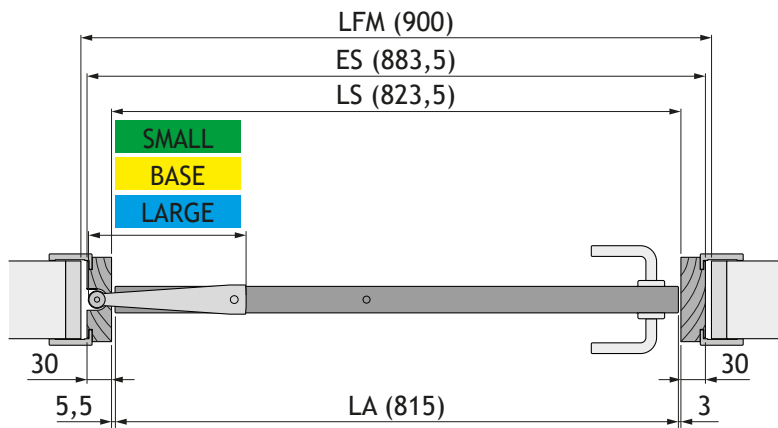 LFM (900)
ES (883,5)
LS (823,5)
SMALL
BASE
LARGE
30
30
5,5
LA (815)
3